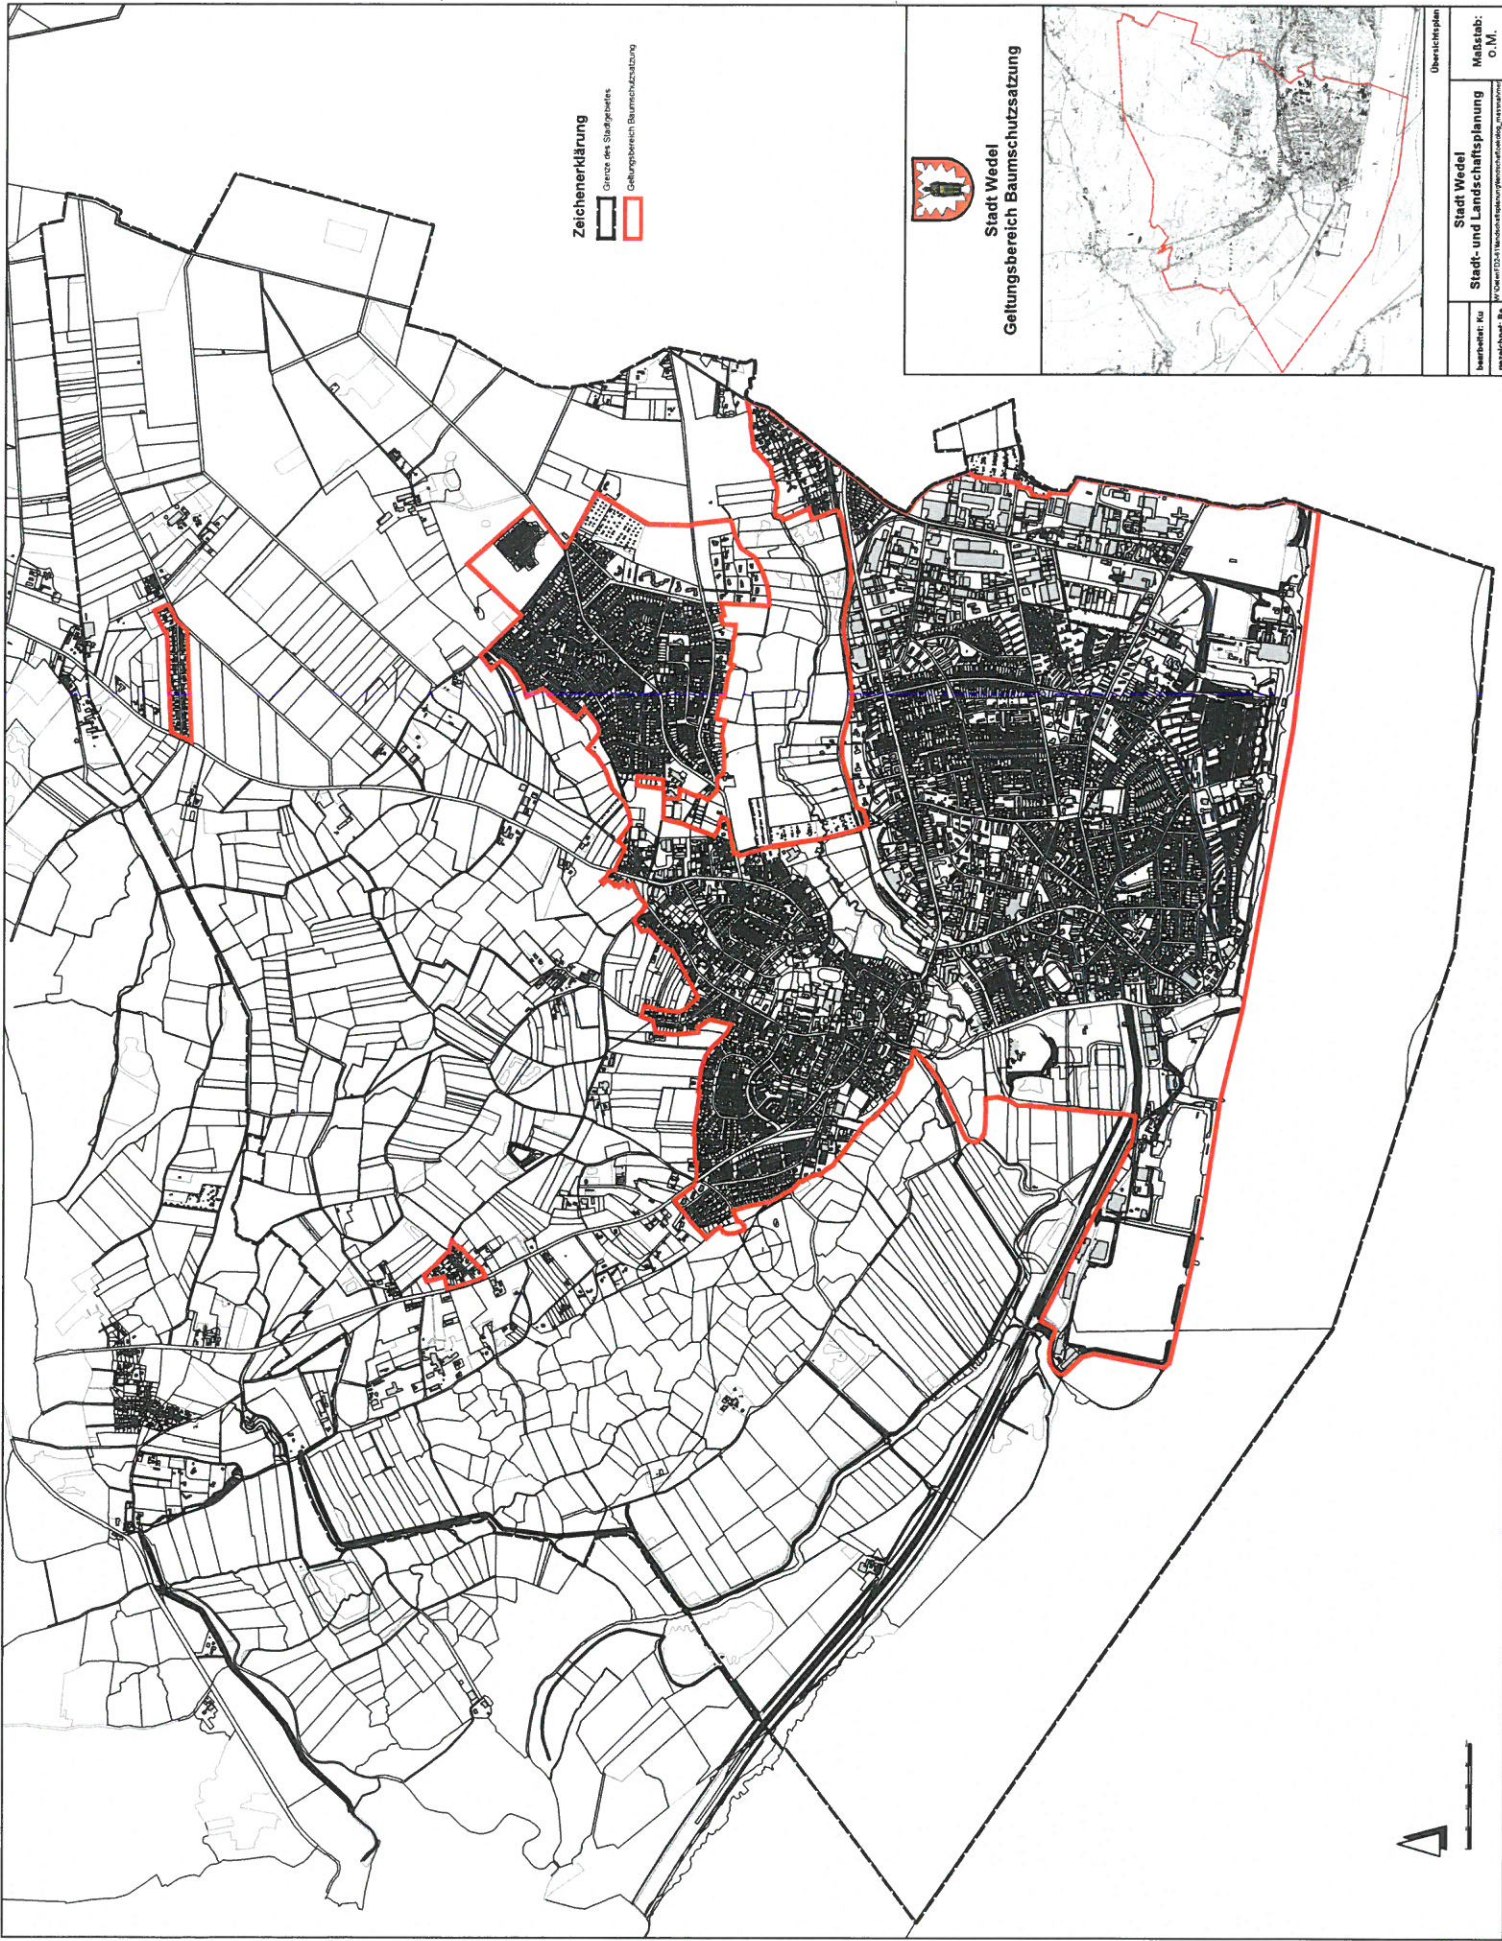 Zeichenerklärung
Grenze des Stadtgebietes
Geltungsbereich Baumschutzsatzung
Stadt Wedel
Geltungsbereich Baumschutzsatzung
Übersichtsplan
bearbeitet: Ku
Stadt Wedel
Stadt- und Landschaftsplanung
Maßstab:
o.M.